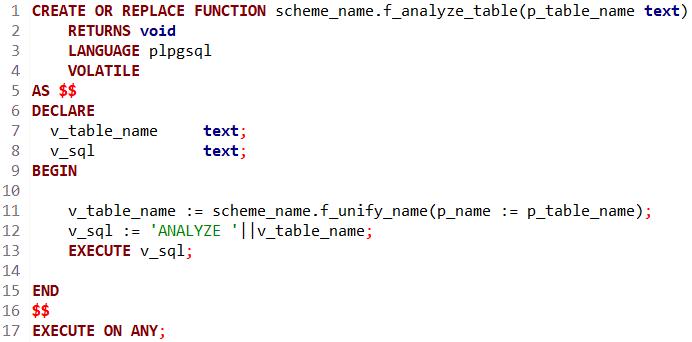 1 CREATE OR REPLACE FUNCTION scheme_name.f_analyze_table(p_table_name text)
2     RETURNS void
3     LANGUAGE plpgsql
4     VOLATILE
5 AS $$
6 DECLARE
7   v_table_name     text;
8   v_sql            text;
9 BEGIN
10
11     v_table_name := scheme_name.f_unify_name(p_name := p_table_name);
12     v_sql := 'ANALYZE '||v_table_name;
13     EXECUTE v_sql;
14
15 END
16 $$
17 EXECUTE ON ANY;